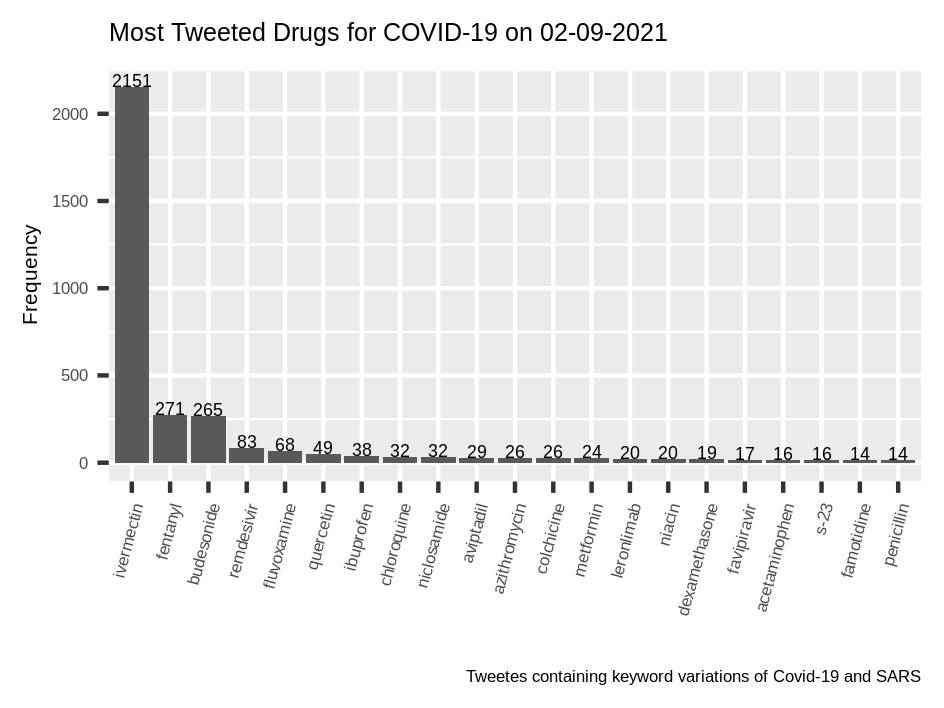 Most Tweeted Drugs for COVID-19 on 02-09-2021
Frequency
2000
1500
1000
500
0
2151
271
265
83
68
49
38
32
32
29
26
26
24
20
20
19
17
16
16
14
14
ivermectin
fentanyl
budesonide
remdesivir
fluvoxamine
quercetin
ibuprofen
chloroquine
niclosamide
aviptadil
azithromycin
colchicine
metformin
leronlimab
niacin
dexamethasone
favipiravir
acetaminophen
s-23
famotidine
penicillin
Tweetes containing keyword variations of Covid-19 and SARS